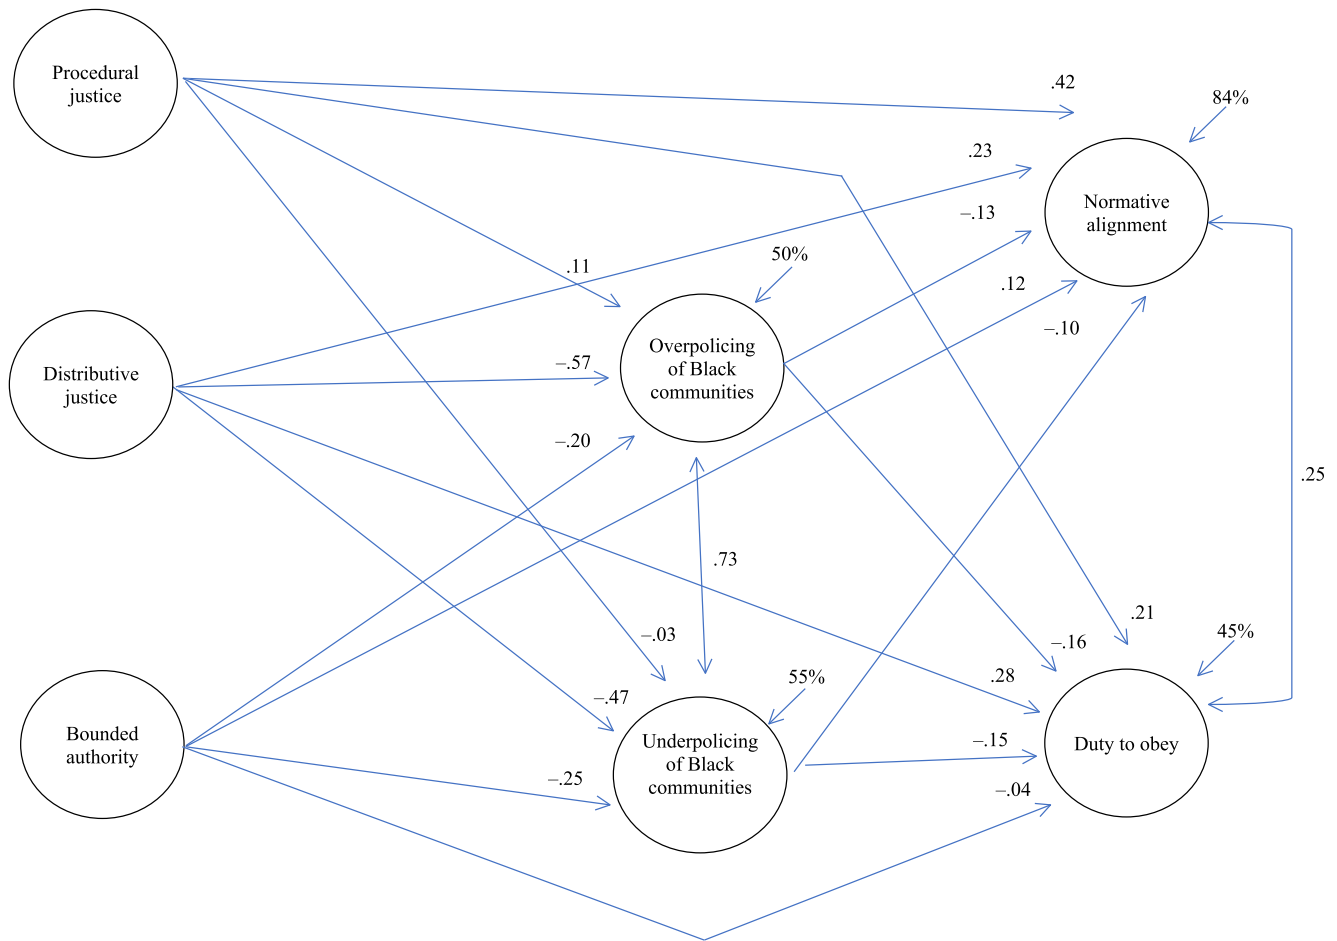 Procedural
justice
.42
84%
.23
Normative
alignment
–.13
.11
50%
.12
–.10
Overpolicing
of Black
communities
Distributive
justice
–.57
–.20
.25
.73
–.03
.21
45%
–.16
.28
–.47
55%
Bounded
authority
Underpolicing
of Black
communities
–.15
Duty to obey
–.25
–.04